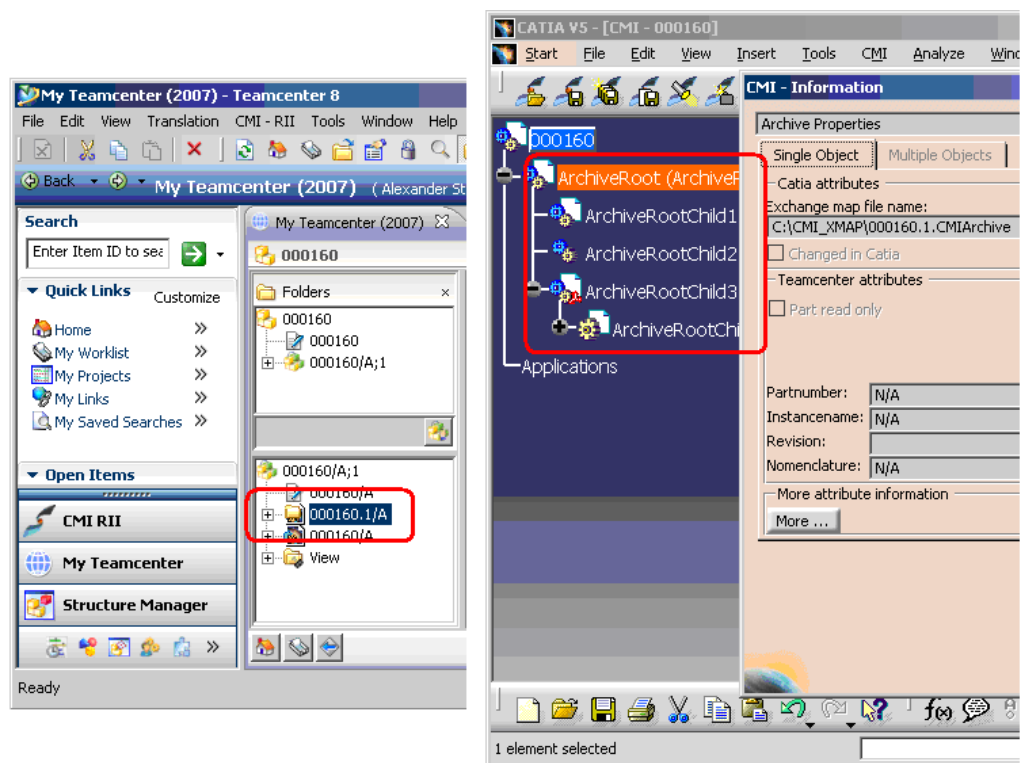 My Teamcenter (2007) - Teamcenter 8
File Edit View Translation CMI - RII Tools Window Help
Back My Teamcenter (2007) ( Alexander St
Search
Enter Item ID to sea
Quick Links Customize
Home
My Worklist
My Projects
My Links
My Saved Searches
Open Items
CMI RII
My Teamcenter
Structure Manager
Ready
My Teamcenter (2007)
000160
Folders
000160
000160
000160/A;1
000160/A;1
000160/A
000160.1/A
000160/A
View
CATIA V5 - [CMI - 000160]
Start File Edit View Insert Tools CMI Analyze Winc
000160
ArchiveRoot (ArchiveR
ArchiveRootChild1
ArchiveRootChild2
ArchiveRootChild3
ArchiveRootChi
Applications
CMI - Information
Archive Properties
Single Object Multiple Objects
Catia attributes
Exchange map file name:
C:\CMI_XMAP\000160.1.CMIArchive
Changed in Catia
Teamcenter attributes
Part read only
Partnumber: N/A
Instancename: N/A
Revision:
Nomenclature: N/A
More attribute information
More ...
f(x)
1 element selected